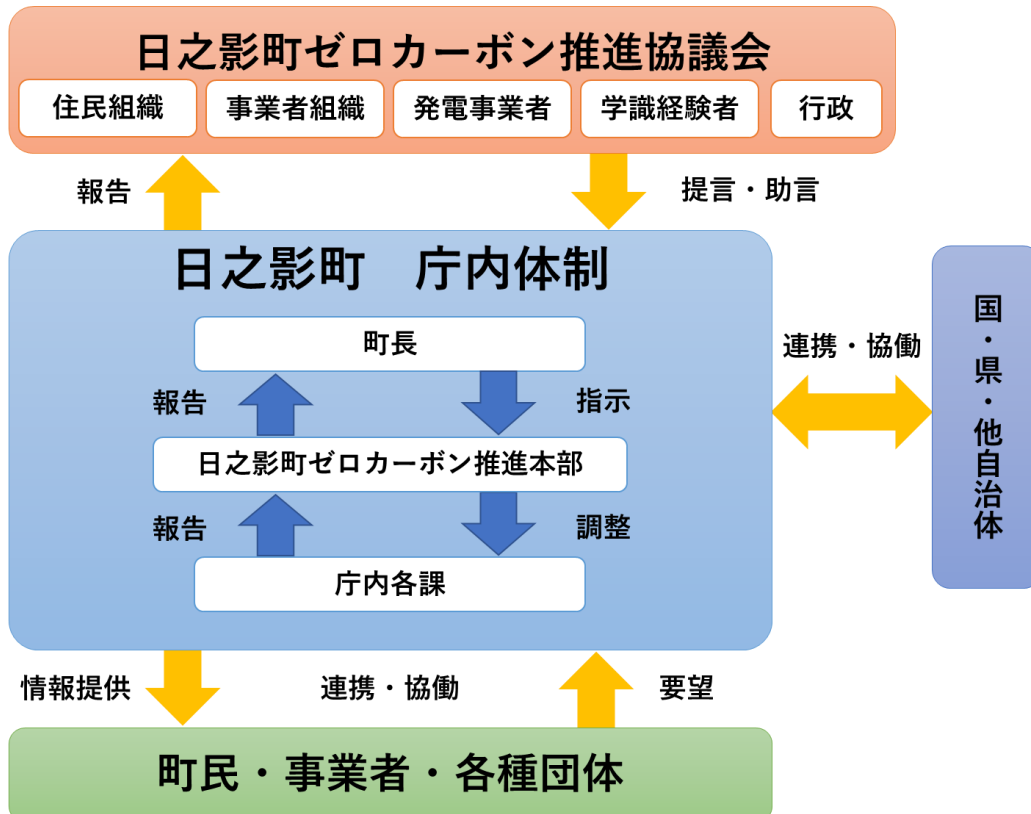 日之影町ゼロカーボン推進協議会
住民組織
事業者組織
発電事業者
学識経験者
行政
報告
提言・助言
日之影町　庁内体制
町長
報告
指示
日之影町ゼロカーボン推進本部
報告
調整
庁内各課
連携・協働
国・県・他自治体
情報提供
連携・協働
要望
町民・事業者・各種団体